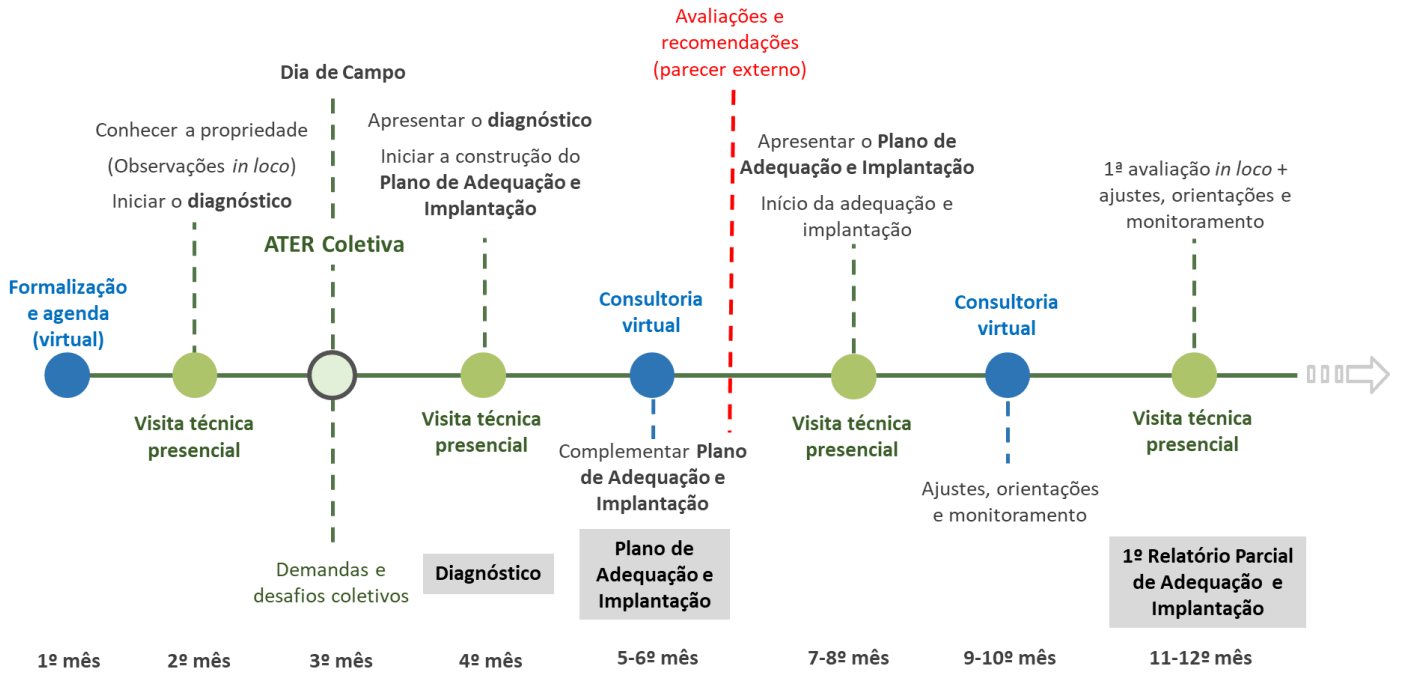 Avaliações e
recomendações
(parecer externo)
Dia de Campo
Conhecer a propriedade
(Observações in loco)
Iniciar o diagnóstico
Apresentar o diagnóstico
Iniciar a construção do
Plano de Adequação e
Implantação
Apresentar o Plano de
Adequação e Implantação
Início da adequação e
implantação
1ª avaliação in loco +
ajustes, orientações e
monitoramento
ATER Coletiva
Formalização
e agenda
(virtual)
Consultoria
virtual
Consultoria
virtual
Visita técnica
presencial
Visita técnica
presencial
Visita técnica
presencial
Visita técnica
presencial
Complementar Plano
de Adequação e
Implantação
Ajustes, orientações
e monitoramento
Demandas e
desafios coletivos
Diagnóstico
Plano de
Adequação e
Implantação
1º Relatório Parcial
de Adequação e
Implantação
1º mês
2º mês
3º mês
4º mês
5-6º mês
7-8º mês
9-10º mês
11-12º mês